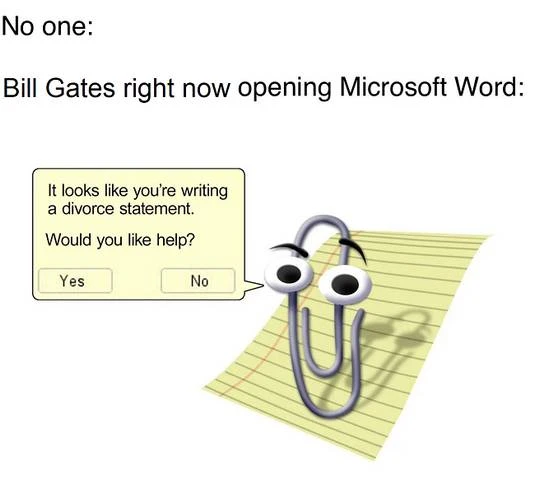 No one:
Bill Gates right now opening Microsoft Word:
It looks like you're writing
a divorce statement.
Would you like help?
Yes
No